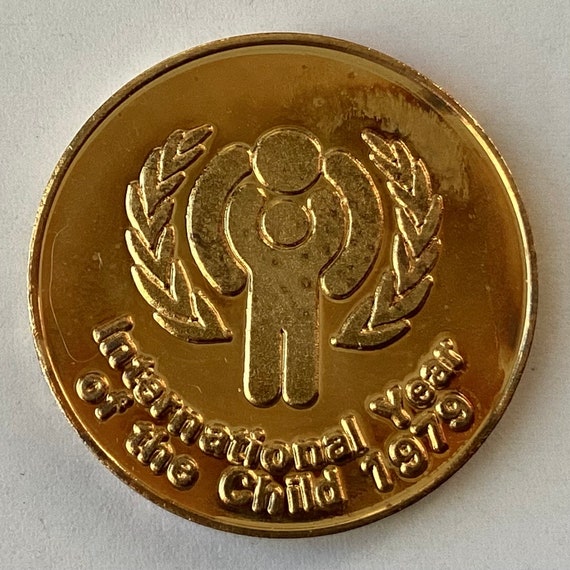 International Year
of the Child 1979